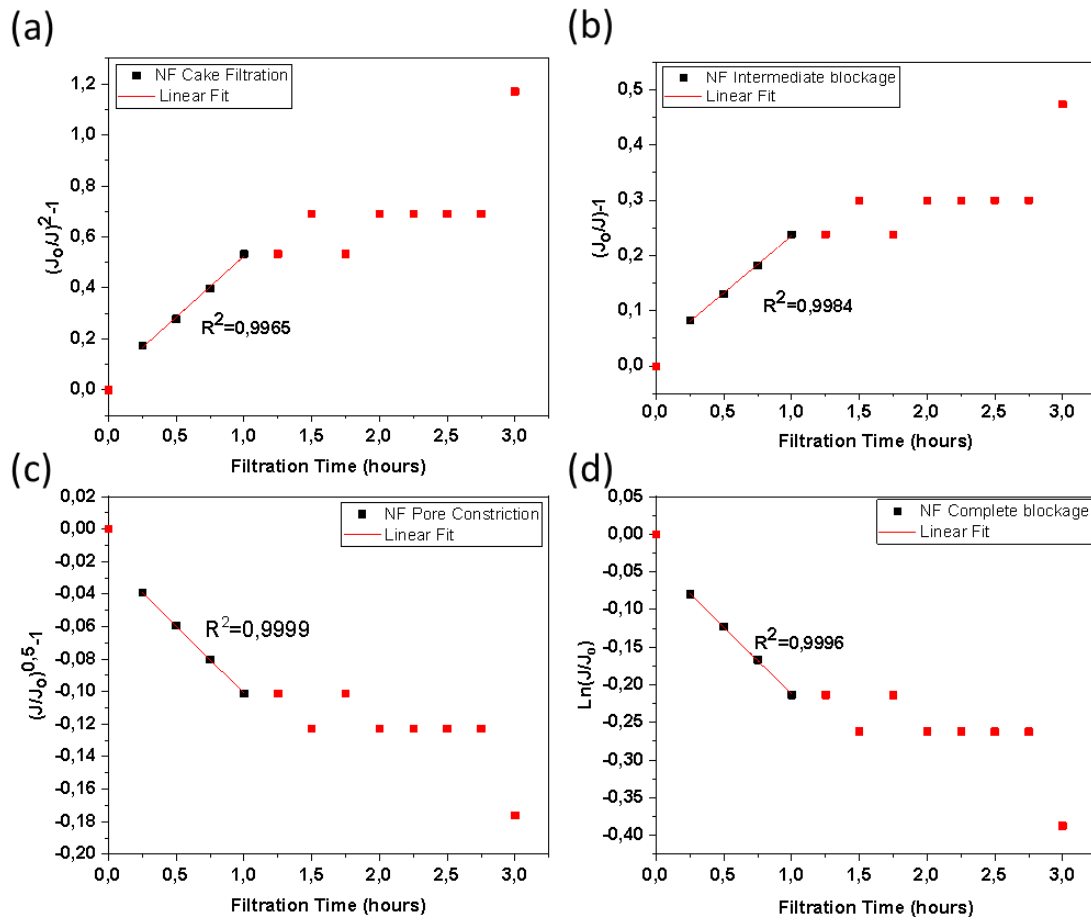 (a)
NF Cake Filtration
Linear Fit
(J₀/J)²-1
1,2
1,0
0,8
0,6
0,4
0,2
0,0
R²=0,9965
0,0 0,5 1,0 1,5 2,0 2,5 3,0
Filtration Time (hours)
(b)
NF Intermediate blockage
Linear Fit
(J₀/J)-1
0,5
0,4
0,3
0,2
0,1
0,0
R²=0,9984
0,0 0,5 1,0 1,5 2,0 2,5 3,0
Filtration Time (hours)
(c)
NF Pore Constriction
Linear Fit
(J/J₀)⁰,⁵-1
0,02
0,00
-0,02
-0,04
-0,06
-0,08
-0,10
-0,12
-0,14
-0,16
-0,18
-0,20
R²=0,9999
0,0 0,5 1,0 1,5 2,0 2,5 3,0
Filtration Time (hours)
(d)
NF Complete blockage
Linear Fit
Ln(J/J₀)
0,05
0,00
-0,05
-0,10
-0,15
-0,20
-0,25
-0,30
-0,35
-0,40
R²=0,9996
0,0 0,5 1,0 1,5 2,0 2,5 3,0
Filtration Time (hours)